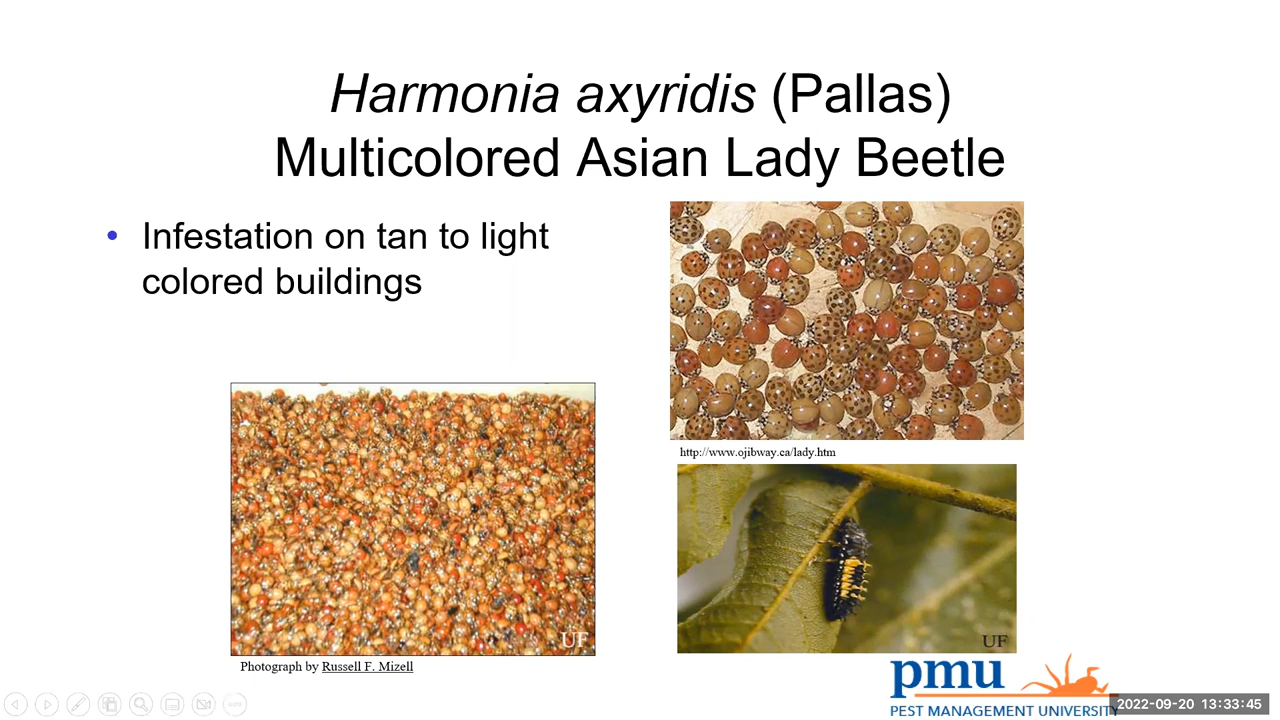 Harmonia axyridis (Pallas)
Multicolored Asian Lady Beetle
• Infestation on tan to light
colored buildings
http://www.ojibway.ca/lady.htm
UF
Photograph by Russell F. Mizell
UF
pmu
PEST MANAGEMENT UNIVERSITY
2022-09-20 13:33:45